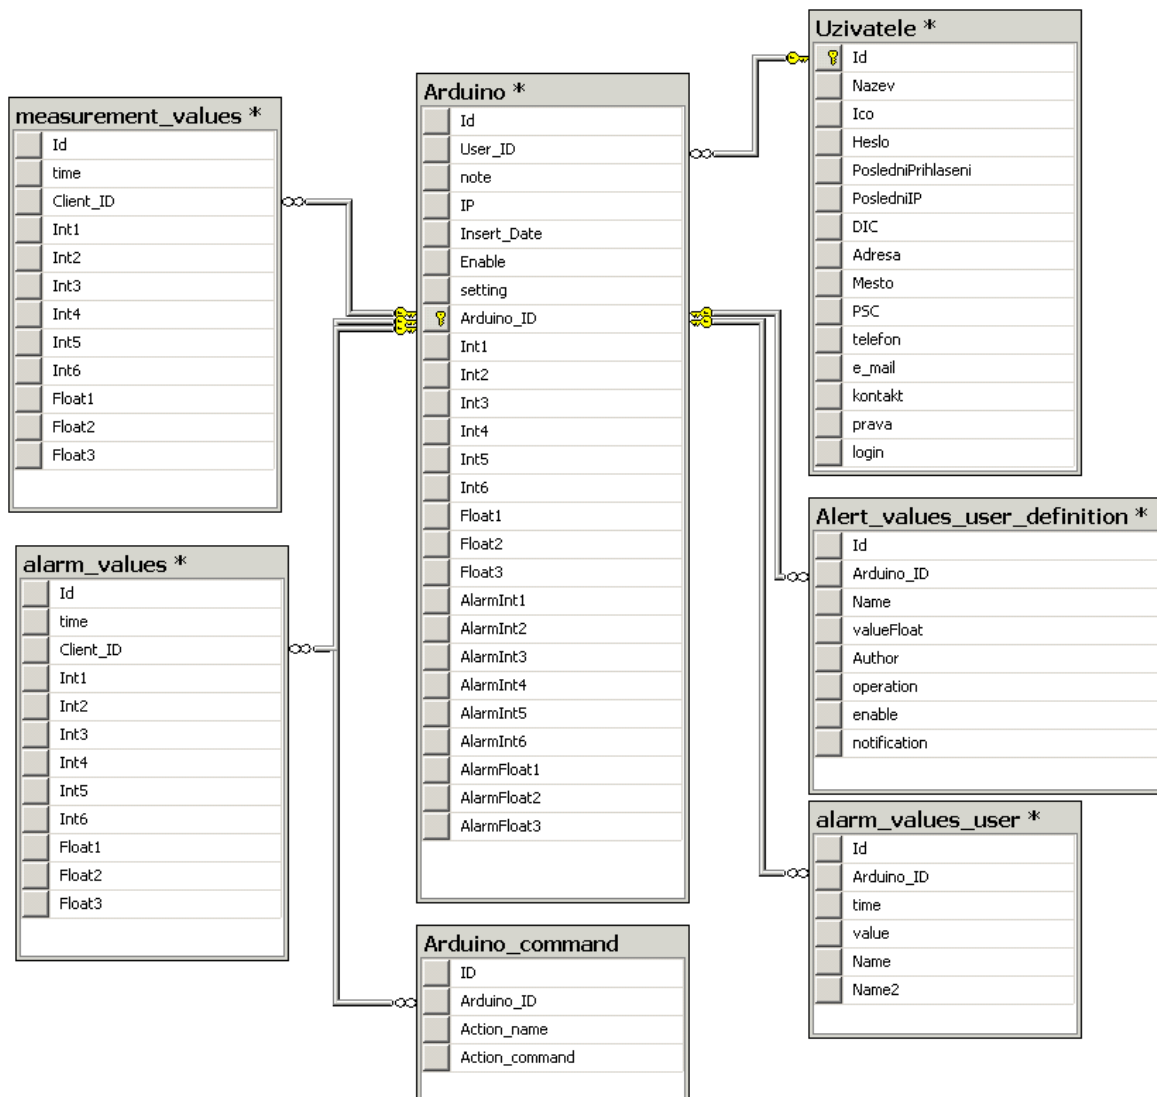 measurement_values *
Id
time
Client_ID
Int1
Int2
Int3
Int4
Int5
Int6
Float1
Float2
Float3
alarm_values *
Id
time
Client_ID
Int1
Int2
Int3
Int4
Int5
Int6
Float1
Float2
Float3
Arduino *
Id
User_ID
note
IP
Insert_Date
Enable
setting
Arduino_ID
Int1
Int2
Int3
Int4
Int5
Int6
Float1
Float2
Float3
AlarmInt1
AlarmInt2
AlarmInt3
AlarmInt4
AlarmInt5
AlarmInt6
AlarmFloat1
AlarmFloat2
AlarmFloat3
Arduino_command
ID
Arduino_ID
Action_name
Action_command
Uzivatele *
Id
Nazev
Ico
Heslo
PosledniPrihlaseni
PosledniIP
DIC
Adresa
Mesto
PSC
telefon
e_mail
kontakt
prava
login
Alert_values_user_definition *
Id
Arduino_ID
Name
valueFloat
Author
operation
enable
notification
alarm_values_user *
Id
Arduino_ID
time
value
Name
Name2